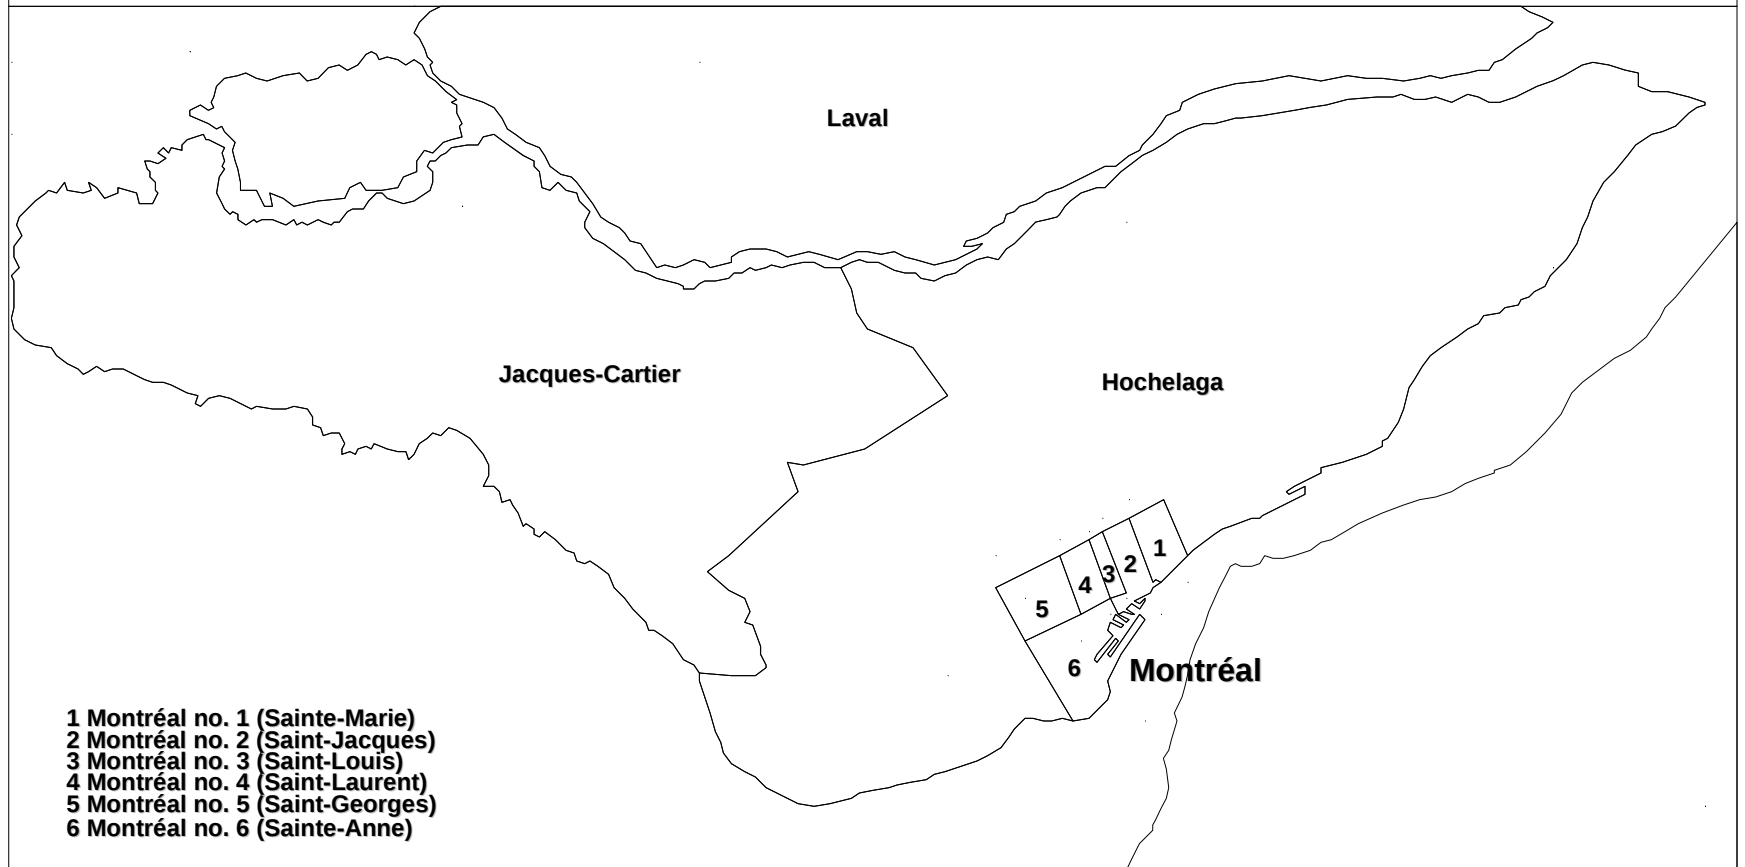 Laval
Jacques-Cartier
Hochelaga
1
2
3
4
5
6
Montréal
1 Montréal no. 1 (Sainte-Marie)
2 Montréal no. 2 (Saint-Jacques)
3 Montréal no. 3 (Saint-Louis)
4 Montréal no. 4 (Saint-Laurent)
5 Montréal no. 5 (Saint-Georges)
6 Montréal no. 6 (Sainte-Anne)